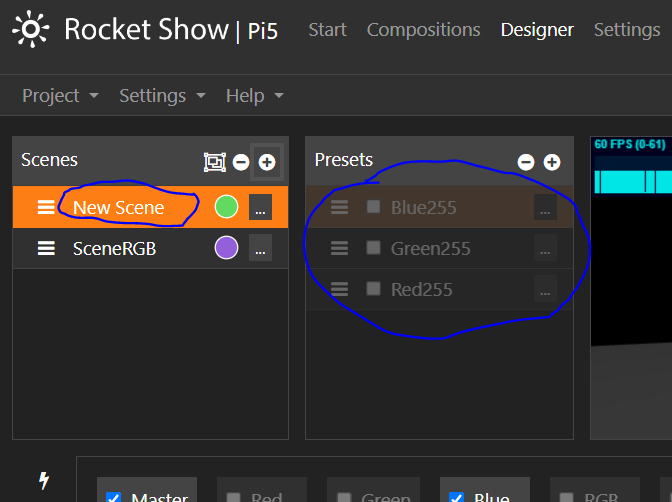 Rocket Show | Pi5 Start Compositions Designer Settings
Project Settings Help
Scenes
New Scene ...
SceneRGB ...
Presets
Blue255 ...
Green255 ...
Red255 ...
60 FPS (0-61)
Master Red Green Blue RGB